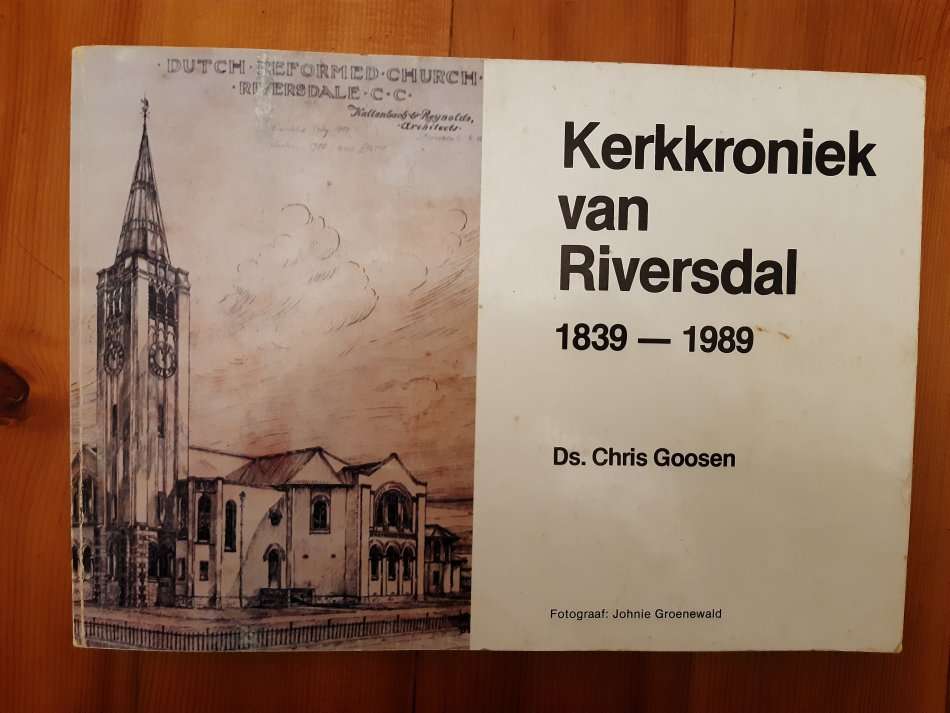 ·DUTCH·REFORMED·CHURCH·
·RIVERSDALE·C·C·
Kallenbach & Reynolds,
·Architects·
Kerkkroniek
van
Riversdal
1839 — 1989
Ds. Chris Goosen
Fotograaf: Johnie Groenewald